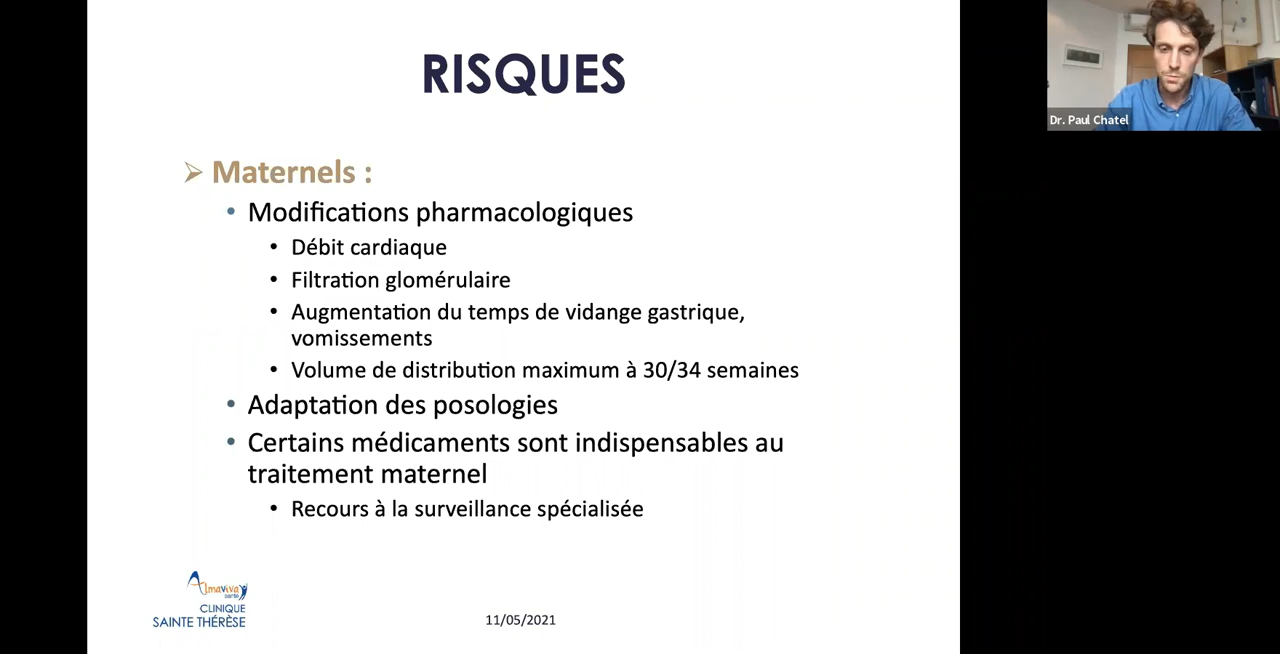 RISQUES
Dr. Paul Chatel
➢ Maternels :
• Modifications pharmacologiques
• Débit cardiaque
• Filtration glomérulaire
• Augmentation du temps de vidange gastrique,
vomissements
• Volume de distribution maximum à 30/34 semaines
• Adaptation des posologies
• Certains médicaments sont indispensables au
traitement maternel
• Recours à la surveillance spécialisée
Almaviva
santé
CLINIQUE
SAINTE THÉRÈSE
11/05/2021